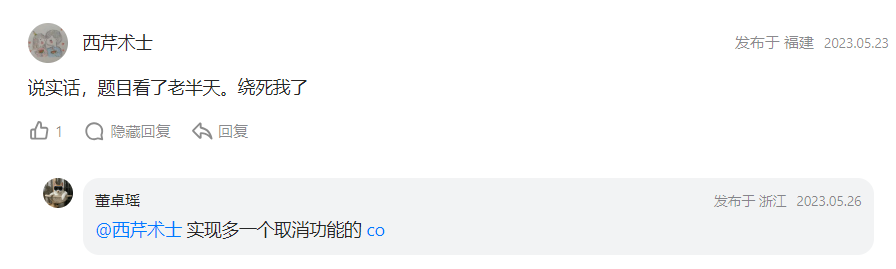 西芹术士 发布于 福建 2023.05.23
说实话，题目看了老半天。绕死我了
1 隐藏回复 回复
董卓瑶 发布于 浙江 2023.05.26
@西芹术士 实现多一个取消功能的 co